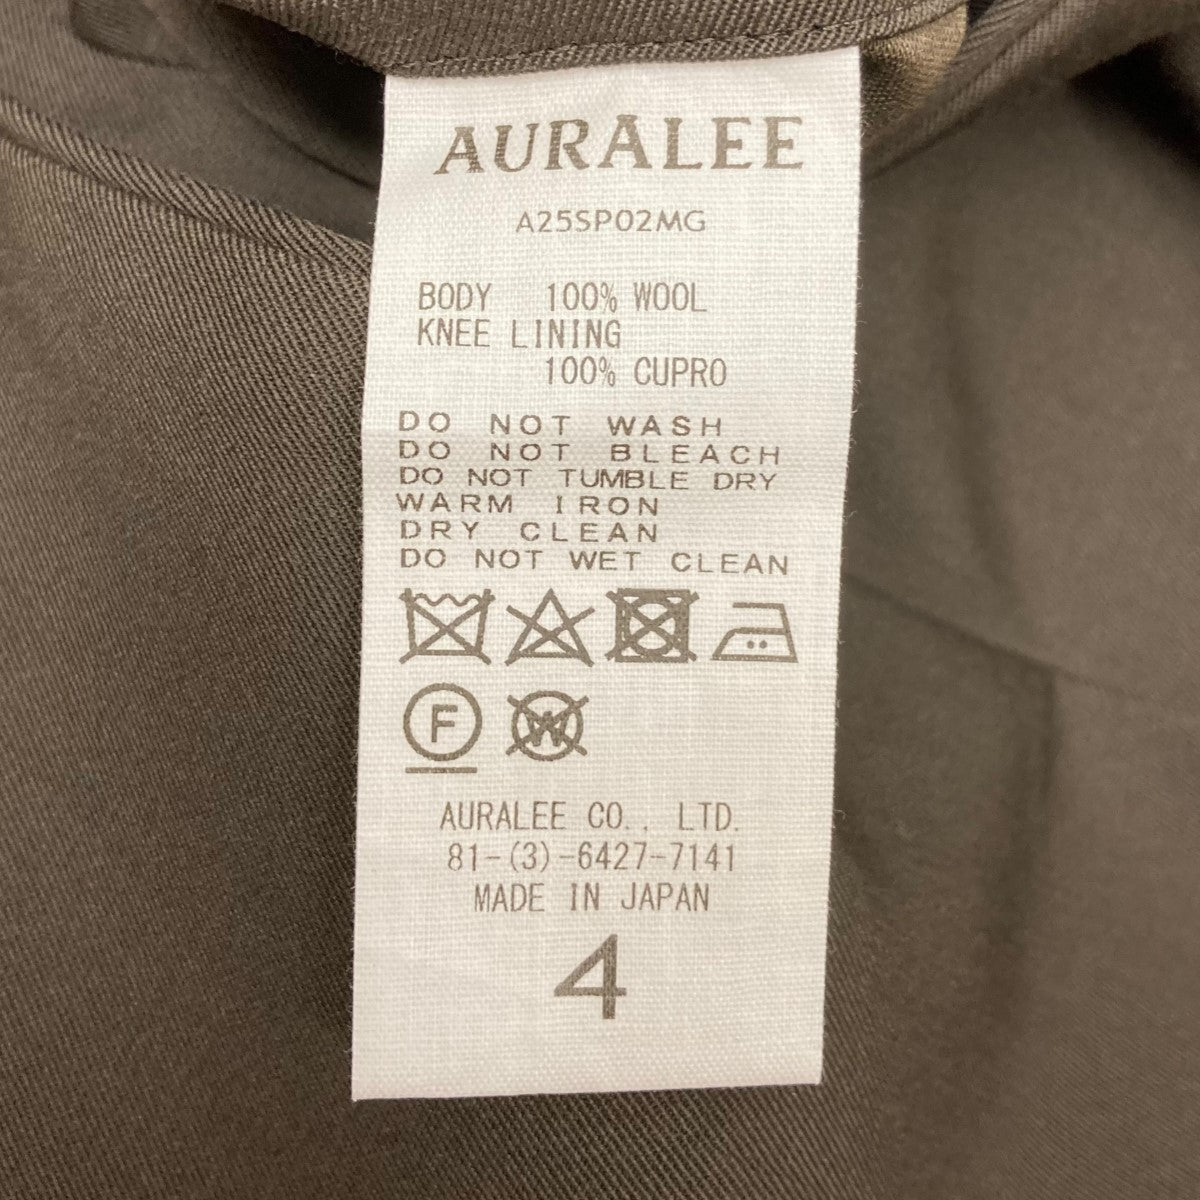 AURALEE
A25SP02MG
BODY 100% WOOL
KNEE LINING
100% CUPRO
DO NOT WASH
DO NOT BLEACH
DO NOT TUMBLE DRY
WARM IRON
DRY CLEAN
DO NOT WET CLEAN
F W
AURALEE CO., LTD.
81-(3)-6427-7141
MADE IN JAPAN
4